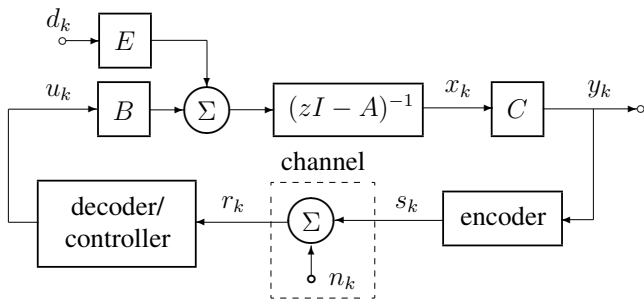 d_k
E
u_k
B
Σ
(zI − A)^{−1}
x_k
C
y_k
channel
decoder/
controller
r_k
Σ
s_k
encoder
n_k